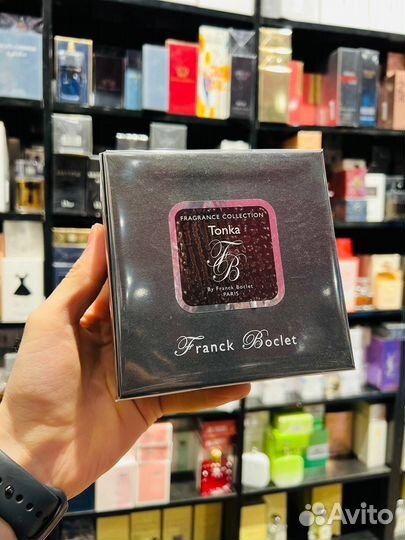 FRAGRANCE COLLECTION
Tonka
FB
By Franck Boclet
PARIS
Franck Boclet
Avito